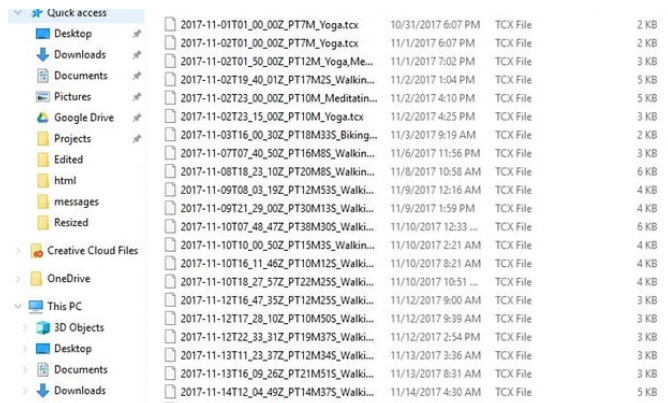 Quick access
Desktop
Downloads
Documents
Pictures
Google Drive
Projects
Edited
html
messages
Resized
Creative Cloud Files
OneDrive
This PC
3D Objects
Desktop
Documents
Downloads
2017-11-01T01_00_00Z_PT7M_Yoga.tcx 10/31/2017 6:07 PM TCX File 2 KB
2017-11-02T01_00_00Z_PT7M_Yoga.tcx 11/1/2017 6:07 PM TCX File 2 KB
2017-11-02T01_50_00Z_PT12M_Yoga,Me... 11/1/2017 7:02 PM TCX File 3 KB
2017-11-02T19_40_01Z_PT17M2S_Walkin... 11/2/2017 1:04 PM TCX File 5 KB
2017-11-02T23_00_00Z_PT10M_Meditatin... 11/2/2017 4:10 PM TCX File 5 KB
2017-11-02T23_15_00Z_PT10M_Yoga.tcx 11/2/2017 4:25 PM TCX File 3 KB
2017-11-03T16_00_30Z_PT18M33S_Biking... 11/3/2017 9:19 AM TCX File 2 KB
2017-11-07T07_40_50Z_PT16M8S_Walkin... 11/6/2017 11:56 PM TCX File 3 KB
2017-11-08T18_23_10Z_PT20M8S_Walkin... 11/8/2017 10:58 AM TCX File 6 KB
2017-11-09T08_03_19Z_PT12M53S_Walki... 11/9/2017 12:16 AM TCX File 4 KB
2017-11-09T21_29_00Z_PT30M13S_Walki... 11/9/2017 1:59 PM TCX File 4 KB
2017-11-10T07_48_47Z_PT38M30S_Walki... 11/10/2017 12:33 ... TCX File 6 KB
2017-11-10T10_00_50Z_PT15M3S_Walkin... 11/10/2017 2:21 AM TCX File 4 KB
2017-11-10T16_11_46Z_PT10M12S_Walki... 11/10/2017 8:21 AM TCX File 4 KB
2017-11-10T18_27_57Z_PT22M25S_Walki... 11/10/2017 10:51 ... TCX File 4 KB
2017-11-12T16_47_35Z_PT12M25S_Walki... 11/12/2017 9:00 AM TCX File 3 KB
2017-11-12T17_28_10Z_PT10M50S_Walki... 11/12/2017 9:39 AM TCX File 3 KB
2017-11-12T22_33_31Z_PT19M37S_Walki... 11/12/2017 2:54 PM TCX File 3 KB
2017-11-13T11_23_37Z_PT12M34S_Walki... 11/13/2017 3:36 AM TCX File 3 KB
2017-11-13T16_09_26Z_PT21M51S_Walki... 11/13/2017 8:31 AM TCX File 3 KB
2017-11-14T12_04_49Z_PT14M37S_Walki... 11/14/2017 4:30 AM TCX File 5 KB